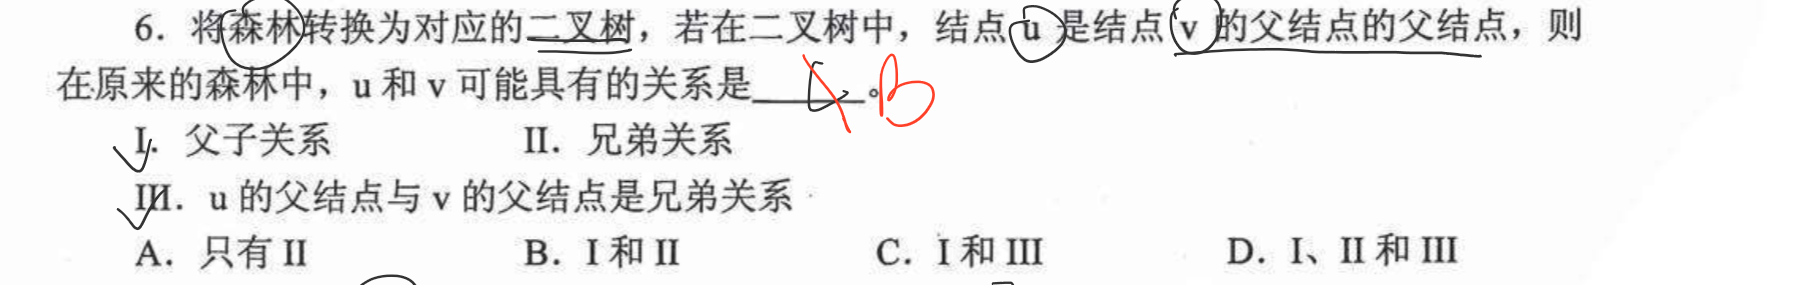 6. 将森林转换为对应的二叉树，若在二叉树中，结点 u 是结点 v 的父结点的父结点，则
在原来的森林中，u 和 v 可能具有的关系是______。B
I. 父子关系 II. 兄弟关系
III. u 的父结点与 v 的父结点是兄弟关系
A. 只有 II B. I 和 II C. I 和 III D. I、II 和 III